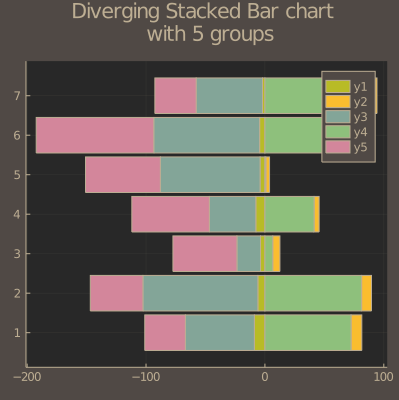 Diverging Stacked Bar chart
with 5 groups
y1
y2
y3
y4
y5
7
6
5
4
3
2
1
−200 −100 0 100